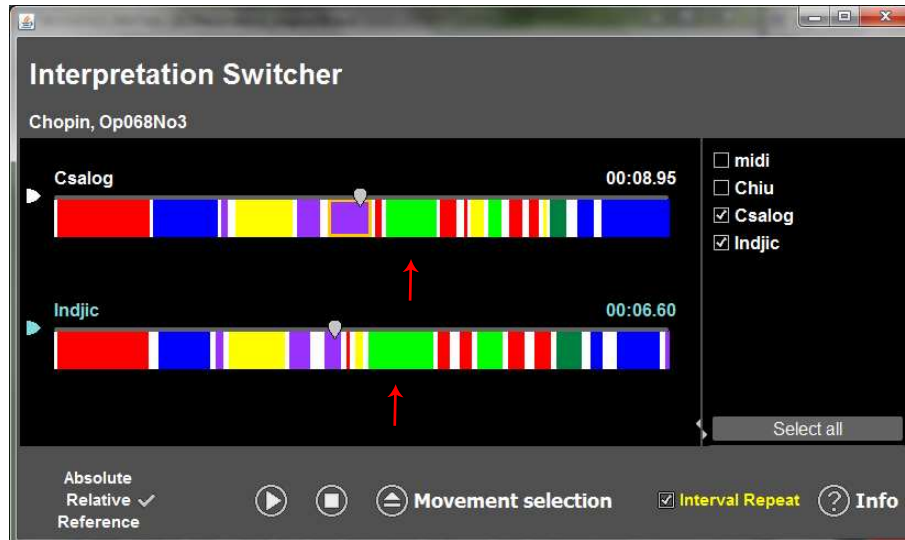 Interpretation Switcher
Chopin, Op068No3
Csalog 00:08.95
Indjic 00:06.60
midi
Chiu
Csalog
Indjic
Select all
Absolute
Relative
Reference
Movement selection
Interval Repeat
? Info